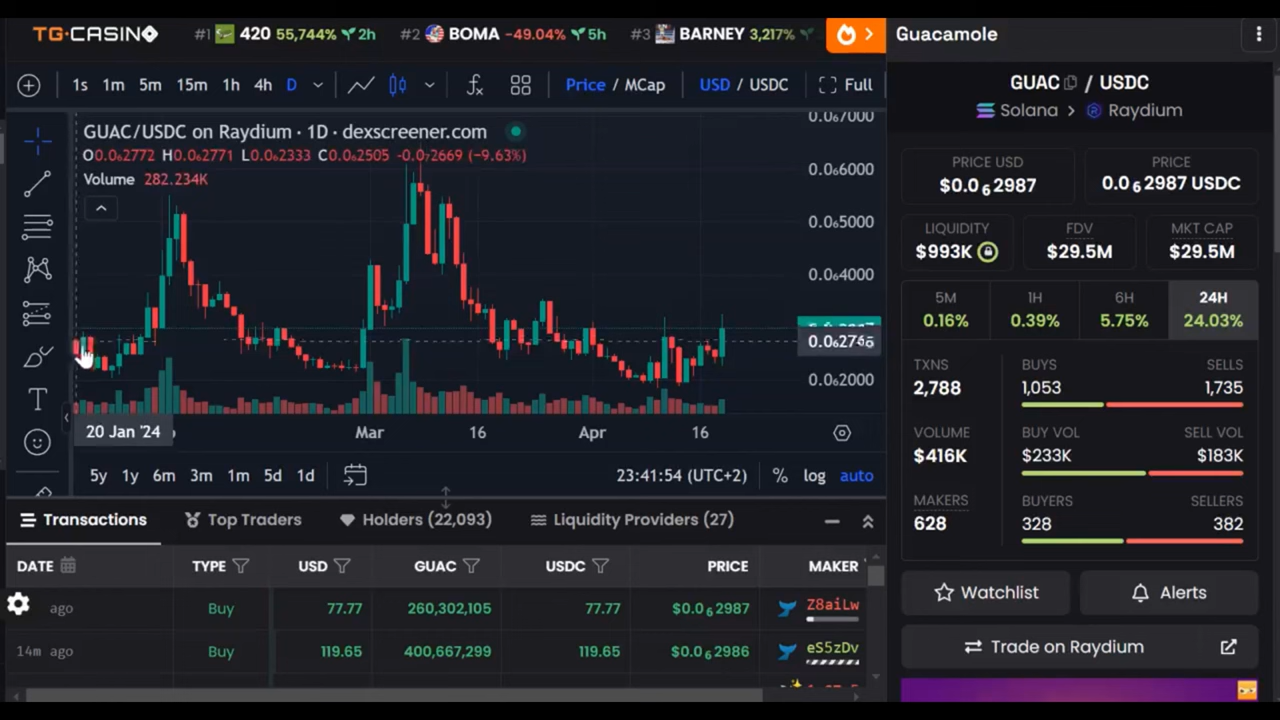 TG·CASINO #1 420 55,744% 2h #2 BOMA -49.04% 5h #3 BARNEY 3,217%
Guacamole
1s 1m 5m 15m 1h 4h D Price / MCap USD / USDC Full
GUAC / USDC
Solana > Raydium
GUAC/USDC on Raydium · 1D · dexscreener.com
O0.0₆2772 H0.0₆2771 L0.0₆2333 C0.0₆2505 -0.0₇2669 (-9.63%)
Volume 282.234K
0.0₆7000
0.0₆6000
0.0₆5000
0.0₆4000
0.0₆2000
20 Jan '24 Mar 16 Apr 16
5y 1y 6m 3m 1m 5d 1d 23:41:54 (UTC+2) % log auto
PRICE USD PRICE
$0.0₆2987 0.0₆2987 USDC
LIQUIDITY FDV MKT CAP
$993K $29.5M $29.5M
5M 1H 6H 24H
0.16% 0.39% 5.75% 24.03%
TXNS BUYS SELLS
2,788 1,053 1,735
VOLUME BUY VOL SELL VOL
$416K $233K $183K
MAKERS BUYERS SELLERS
628 328 382
Watchlist Alerts
Trade on Raydium
Transactions Top Traders Holders (22,093) Liquidity Providers (27)
DATE TYPE USD GUAC USDC PRICE MAKER
ago Buy 77.77 260,302,105 77.77 $0.0₆2987 Z8aiLw
14m ago Buy 119.65 400,667,299 119.65 $0.0₆2986 eS5zDv